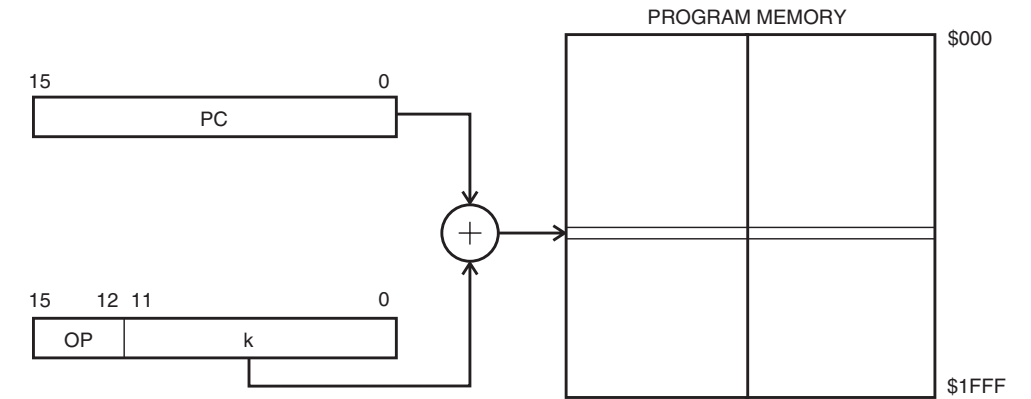 PROGRAM MEMORY
$000
15 0
PC
+
15 12 11 0
OP k
$1FFF